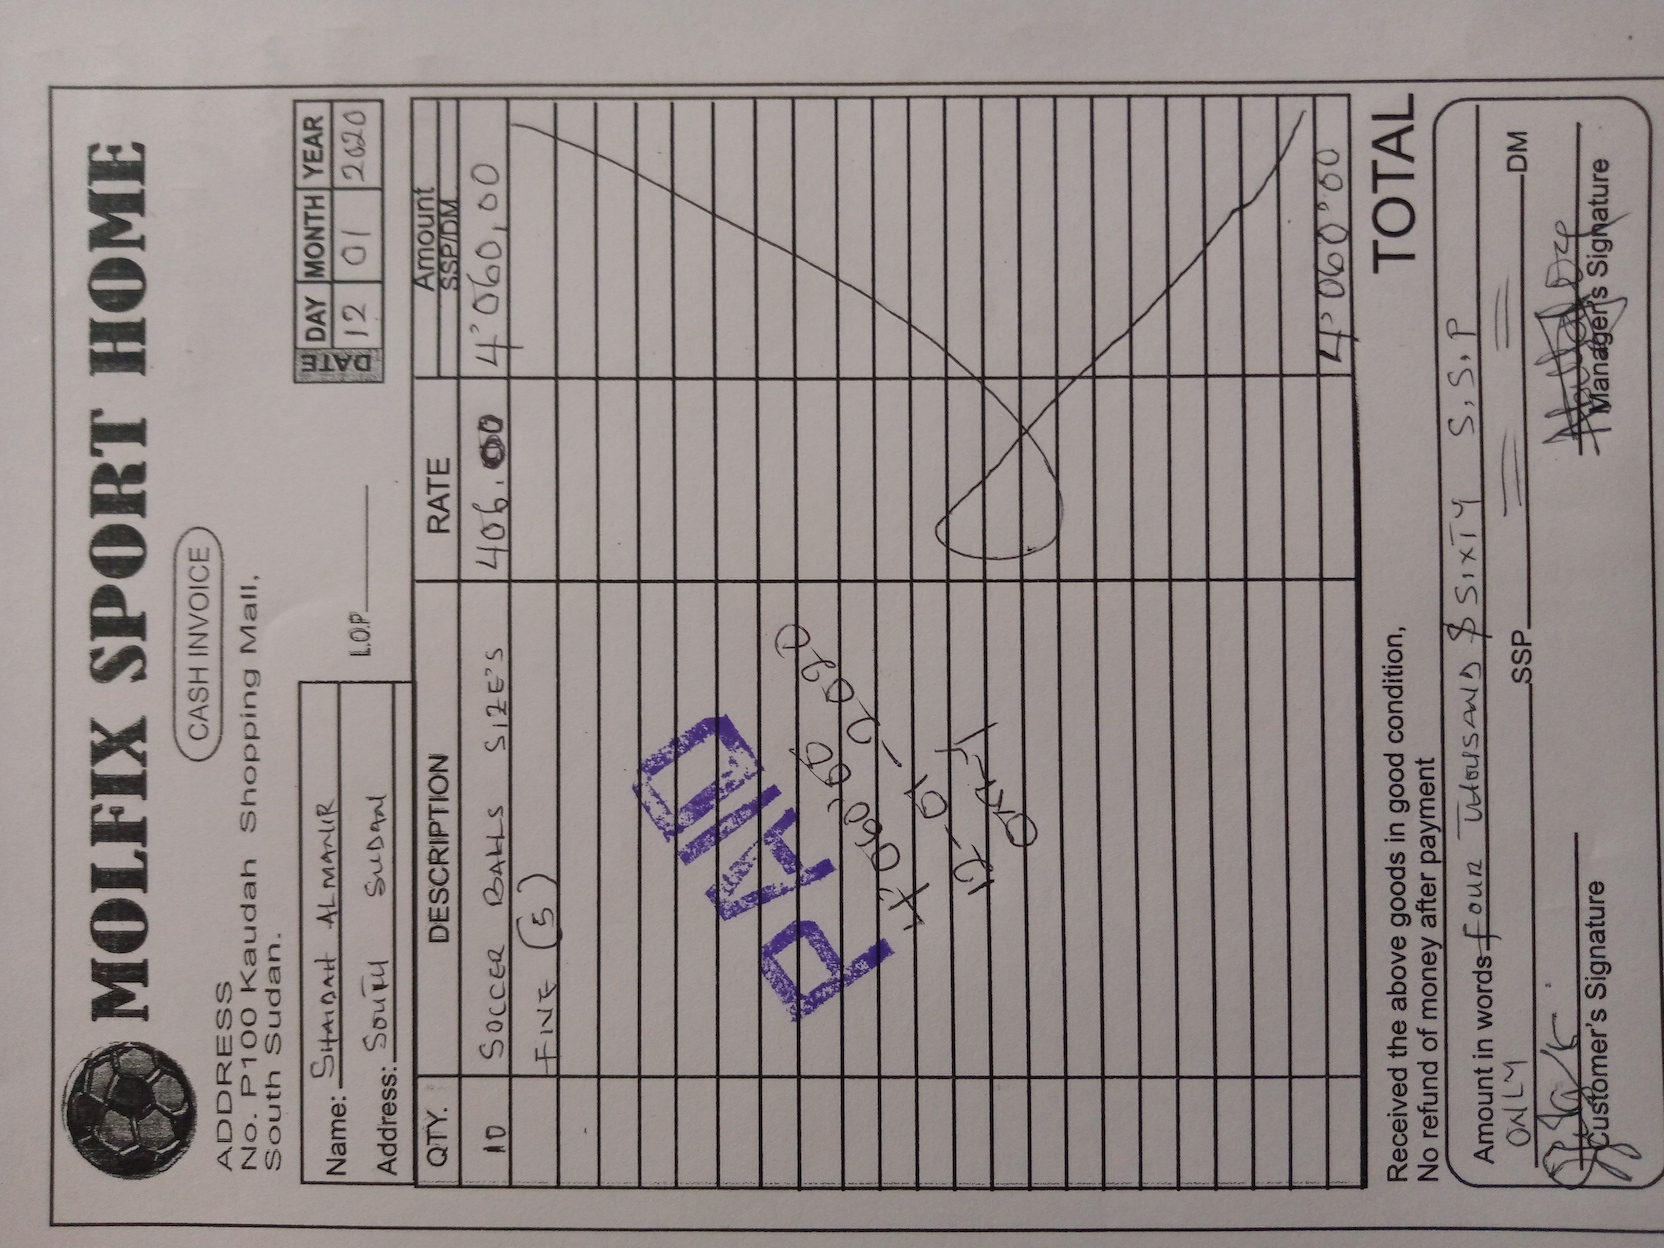 MOLFIX SPORT HOME
CASH INVOICE
ADDRESS
No. P100 Kaudah Shopping Mall,
South Sudan.
DATE
DAY MONTH YEAR
12 01 2020
Name: SHAIDAH ALMANUR
Address: SOUTH SUDAN
L.O.P
QTY. DESCRIPTION RATE Amount SSP/DM
10 SOCCER BALLS SIZE'S 406.00 4'060,00
FIVE (5)
PAID
4'060'00
12-01-2020
ONLY
4'060'00
Received the above goods in good condition,
No refund of money after payment
TOTAL
Amount in words Four Thousand $ SIXTY S.S.P
ONLY
SSP DM
Customer's Signature
Manager's Signature